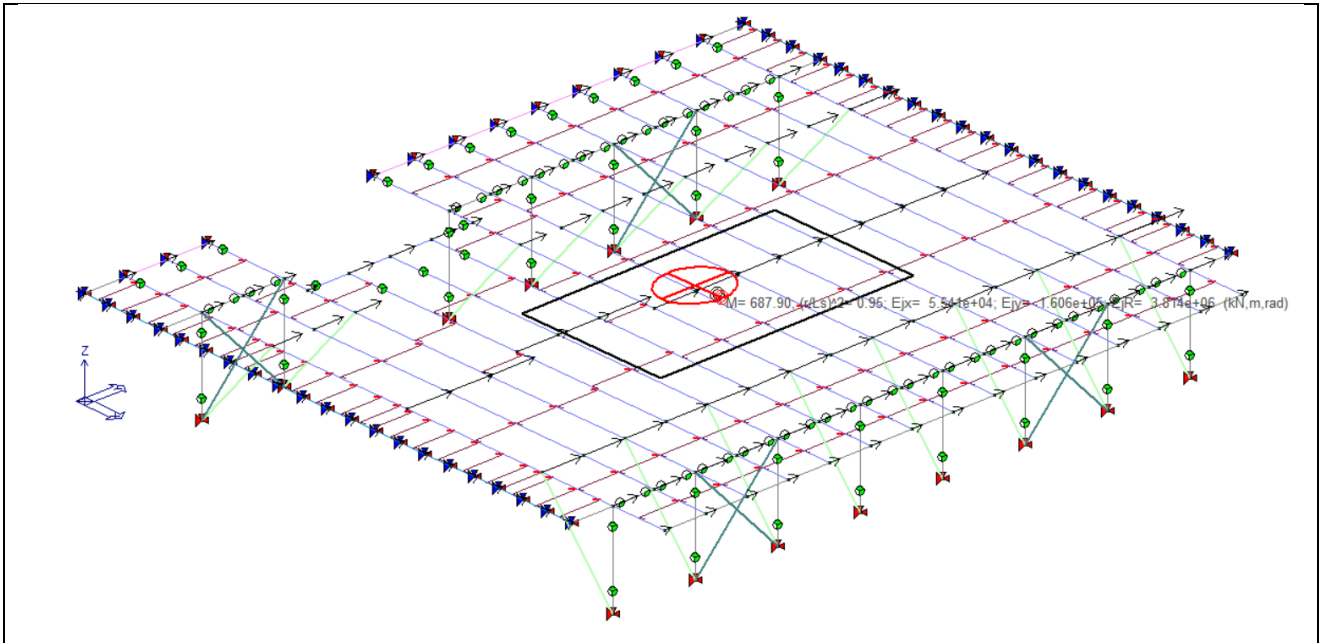 M= 687.90; (r/Ls)^2= 0.95; Ejx= 5.541e+04; Ejy= 1.606e+05; EjR= 3.814e+06 (kN,m,rad)
Z